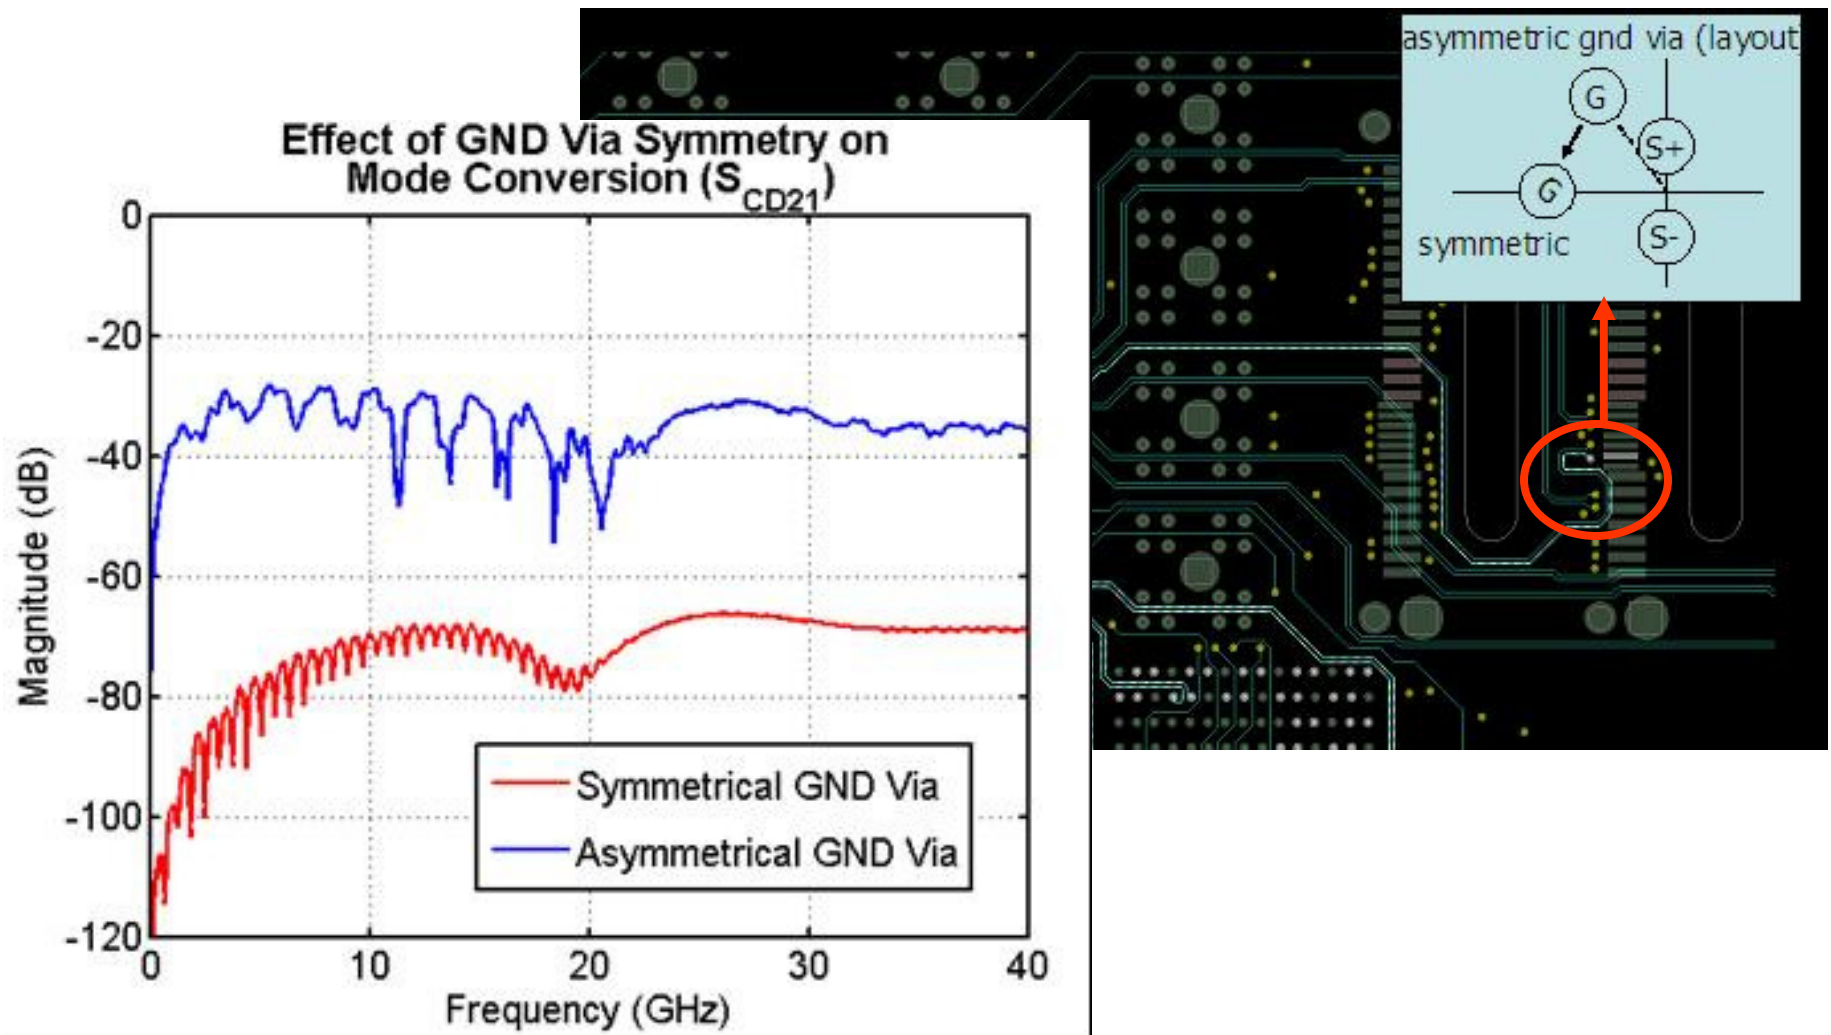 asymmetric gnd via (layout)
G
S+
G
S-
symmetric
Effect of GND Via Symmetry on
Mode Conversion (S_CD21)
0
-20
-40
-60
-80
-100
-120
Magnitude (dB)
Symmetrical GND Via
Asymmetrical GND Via
0 10 20 30 40
Frequency (GHz)